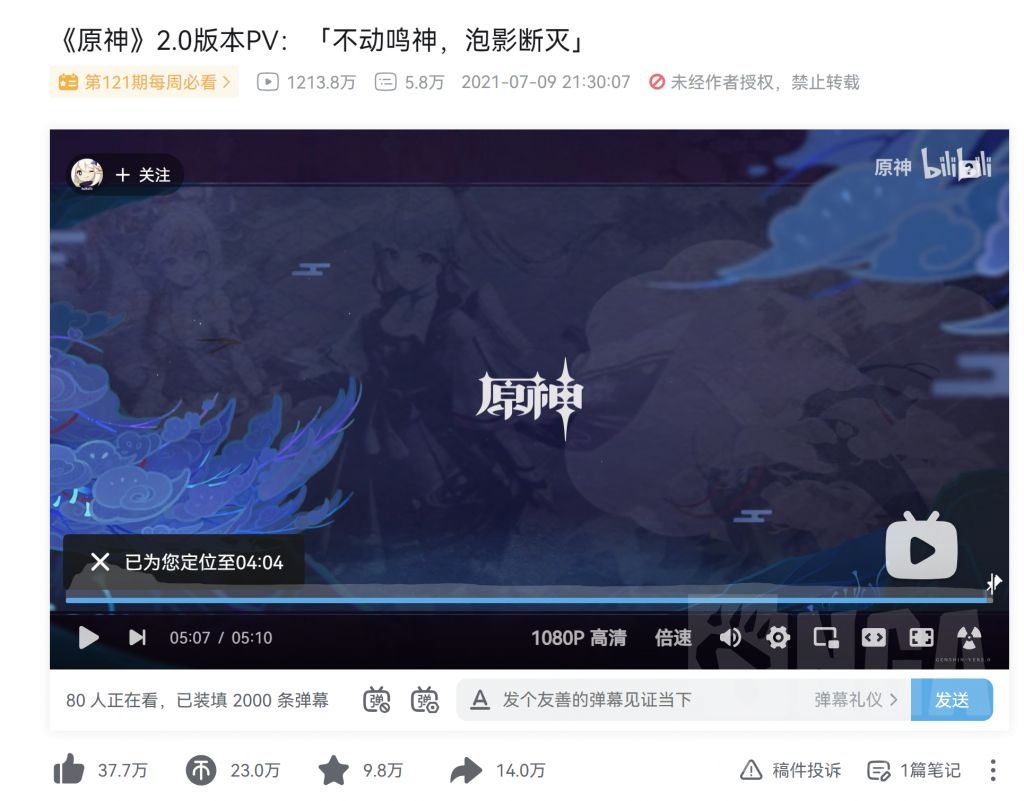 《原神》2.0版本PV：「不动鸣神，泡影断灭」
第121期每周必看 1213.8万 5.8万 2021-07-09 21:30:07 未经作者授权，禁止转载
+ 关注
原神 bilibili
原神
已为您定位至04:04
05:07 / 05:10 1080P 高清 倍速
80 人正在看，已装填 2000 条弹幕 弹 弹 A 发个友善的弹幕见证当下 弹幕礼仪 发送
37.7万 23.0万 9.8万 14.0万 稿件投诉 1篇笔记